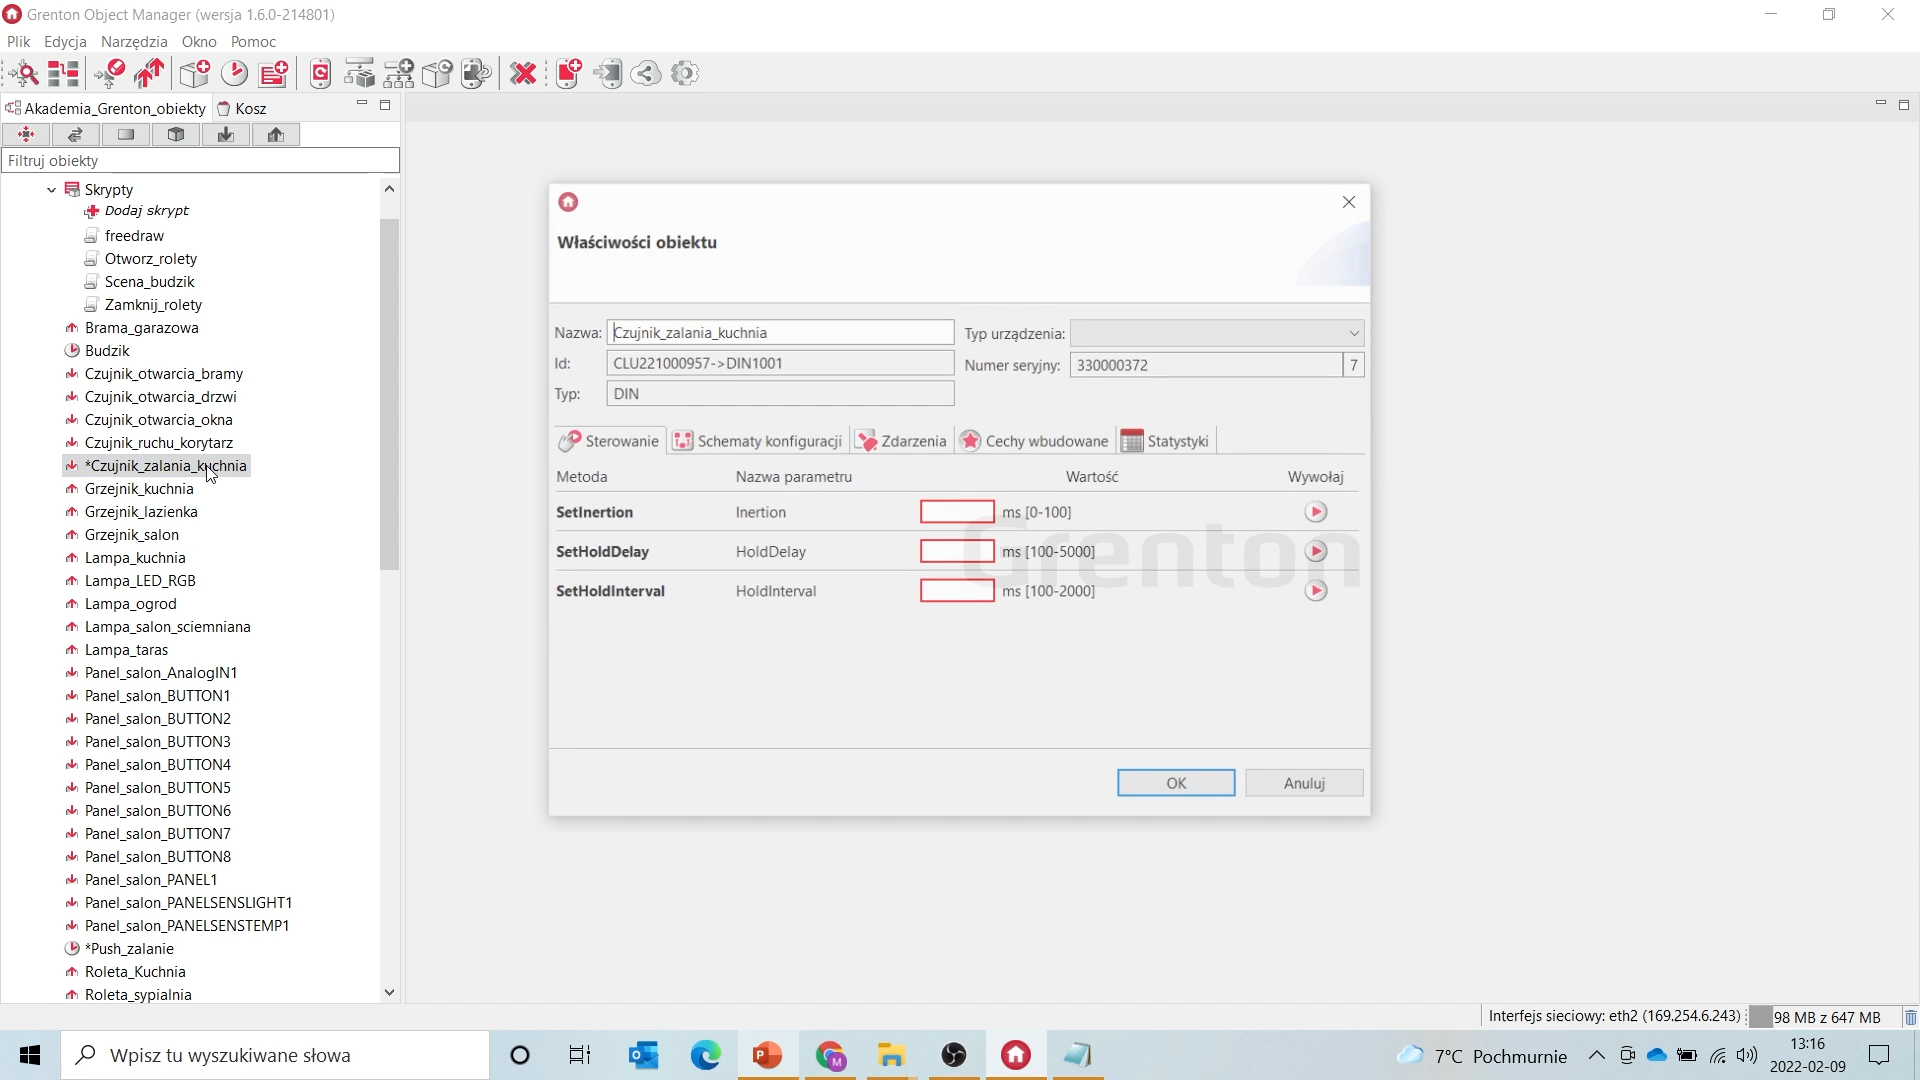 Grenton Object Manager (wersja 1.6.0-214801)
Plik Edycja Narzędzia Okno Pomoc
Akademia_Grenton_obiekty Kosz
Filtruj obiekty
Skrypty
Dodaj skrypt
freedraw
Otworz_rolety
Scena_budzik
Zamknij_rolety
Brama_garazowa
Budzik
Czujnik_otwarcia_bramy
Czujnik_otwarcia_drzwi
Czujnik_otwarcia_okna
Czujnik_ruchu_korytarz
*Czujnik_zalania_kuchnia
Grzejnik_kuchnia
Grzejnik_lazienka
Grzejnik_salon
Lampa_kuchnia
Lampa_LED_RGB
Lampa_ogrod
Lampa_salon_sciemniana
Lampa_taras
Panel_salon_AnalogIN1
Panel_salon_BUTTON1
Panel_salon_BUTTON2
Panel_salon_BUTTON3
Panel_salon_BUTTON4
Panel_salon_BUTTON5
Panel_salon_BUTTON6
Panel_salon_BUTTON7
Panel_salon_BUTTON8
Panel_salon_PANEL1
Panel_salon_PANELSENSLIGHT1
Panel_salon_PANELSENSTEMP1
*Push_zalanie
Roleta_Kuchnia
Roleta_sypialnia
Właściwości obiektu
Nazwa: Czujnik_zalania_kuchnia Typ urządzenia:
Id: CLU221000957->DIN1001 Numer seryjny: 330000372 7
Typ: DIN
Sterowanie Schematy konfiguracji Zdarzenia Cechy wbudowane Statystyki
Metoda Nazwa parametru Wartość Wywołaj
SetInertion Inertion ms [0-100]
SetHoldDelay HoldDelay ms [100-5000]
SetHoldInterval HoldInterval ms [100-2000]
Grenton
OK Anuluj
Interfejs sieciowy: eth2 (169.254.6.243) 98 MB z 647 MB
Wpisz tu wyszukiwane słowa
7°C Pochmurnie
13:16
2022-02-09